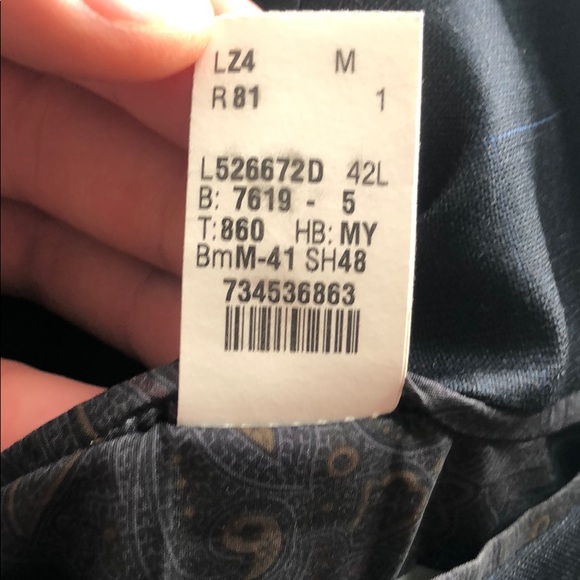 LZ4 M
R 81 1
L526672D 42L
B: 7619 - 5
T:860 HB: MY
BmM-41 SH48
734536863